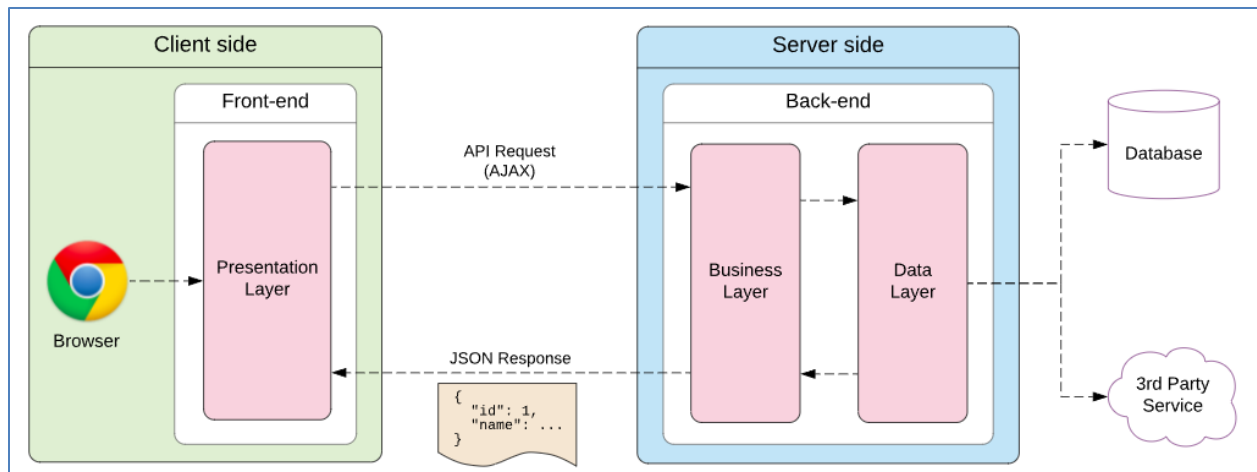 Client side
Server side
Front-end
Back-end
API Request
(AJAX)
Database
Presentation
Layer
Business
Layer
Data
Layer
Browser
JSON Response
{
"id": 1,
"name": ...
}
3rd Party
Service